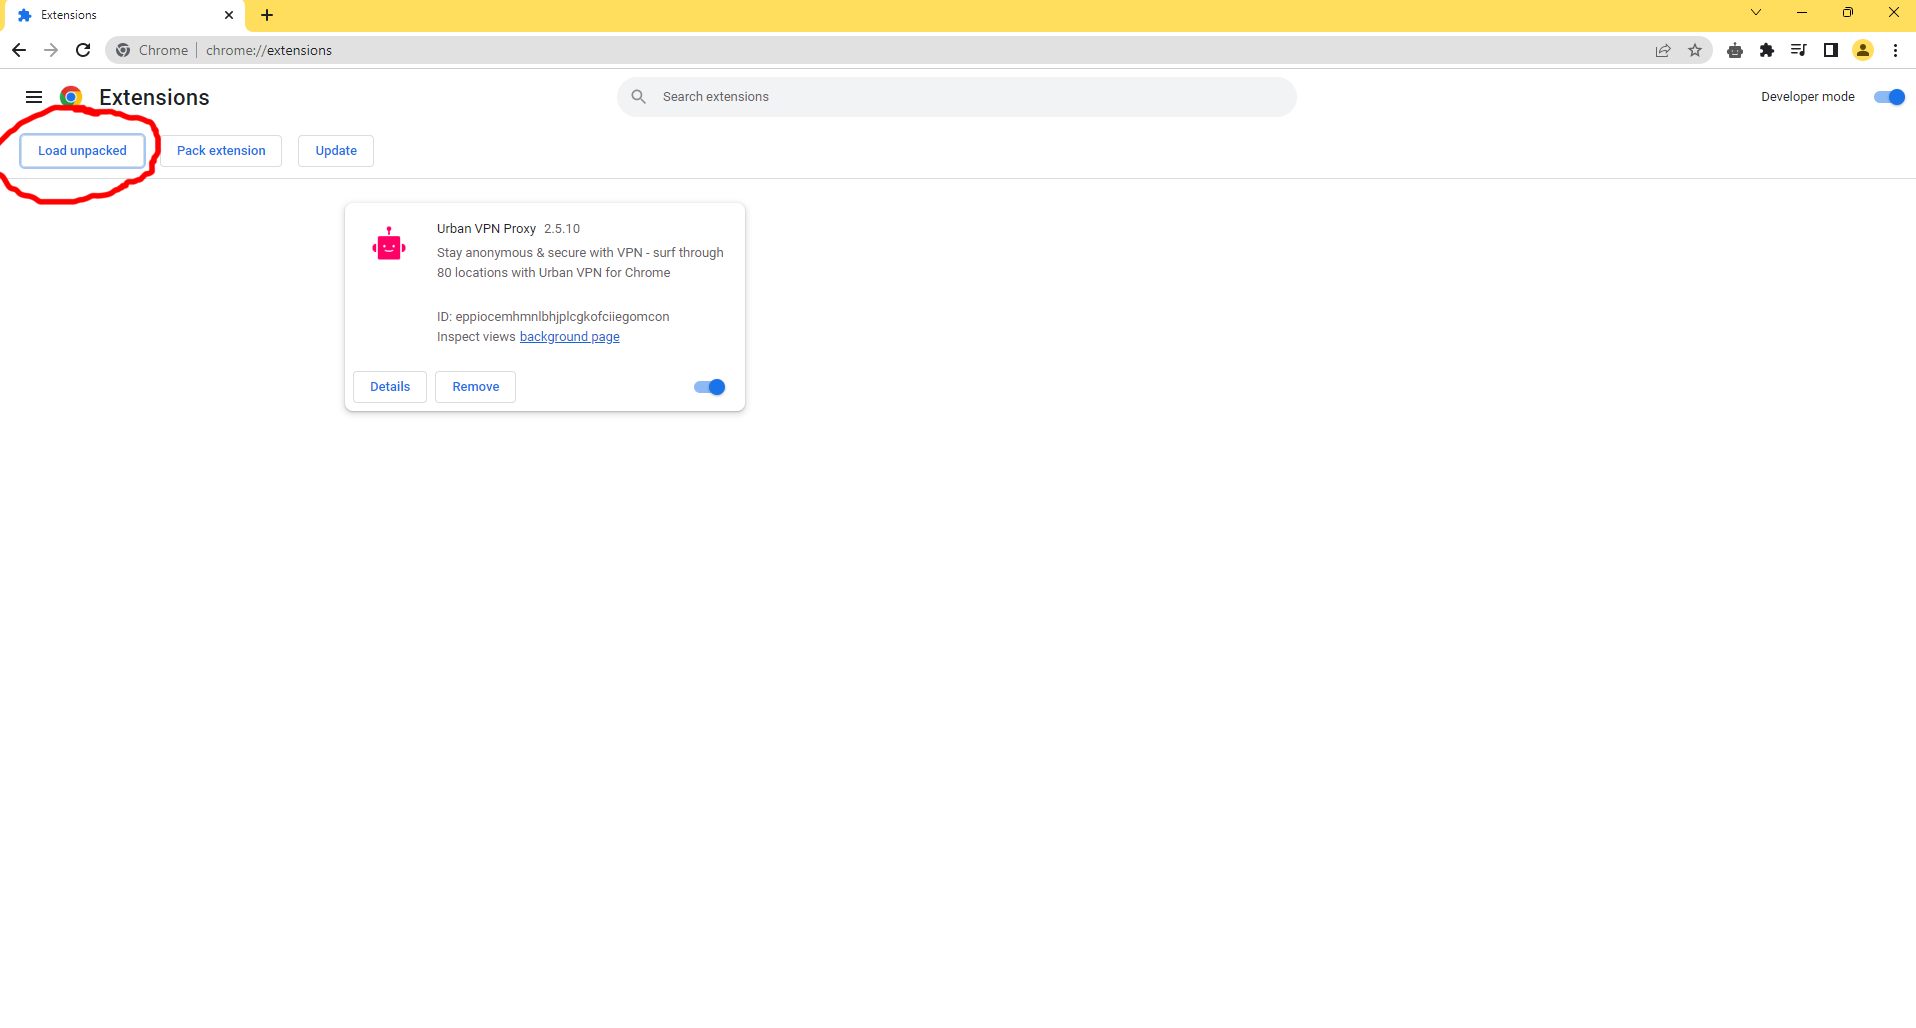 Extensions
Chrome
chrome://extensions
Extensions
Search extensions
Developer mode
Load unpacked
Pack extension
Update
Urban VPN Proxy 2.5.10
Stay anonymous & secure with VPN - surf through
80 locations with Urban VPN for Chrome
ID: eppiocemhmnlbhjplcgkofciiegomcon
Inspect views background page
Details
Remove